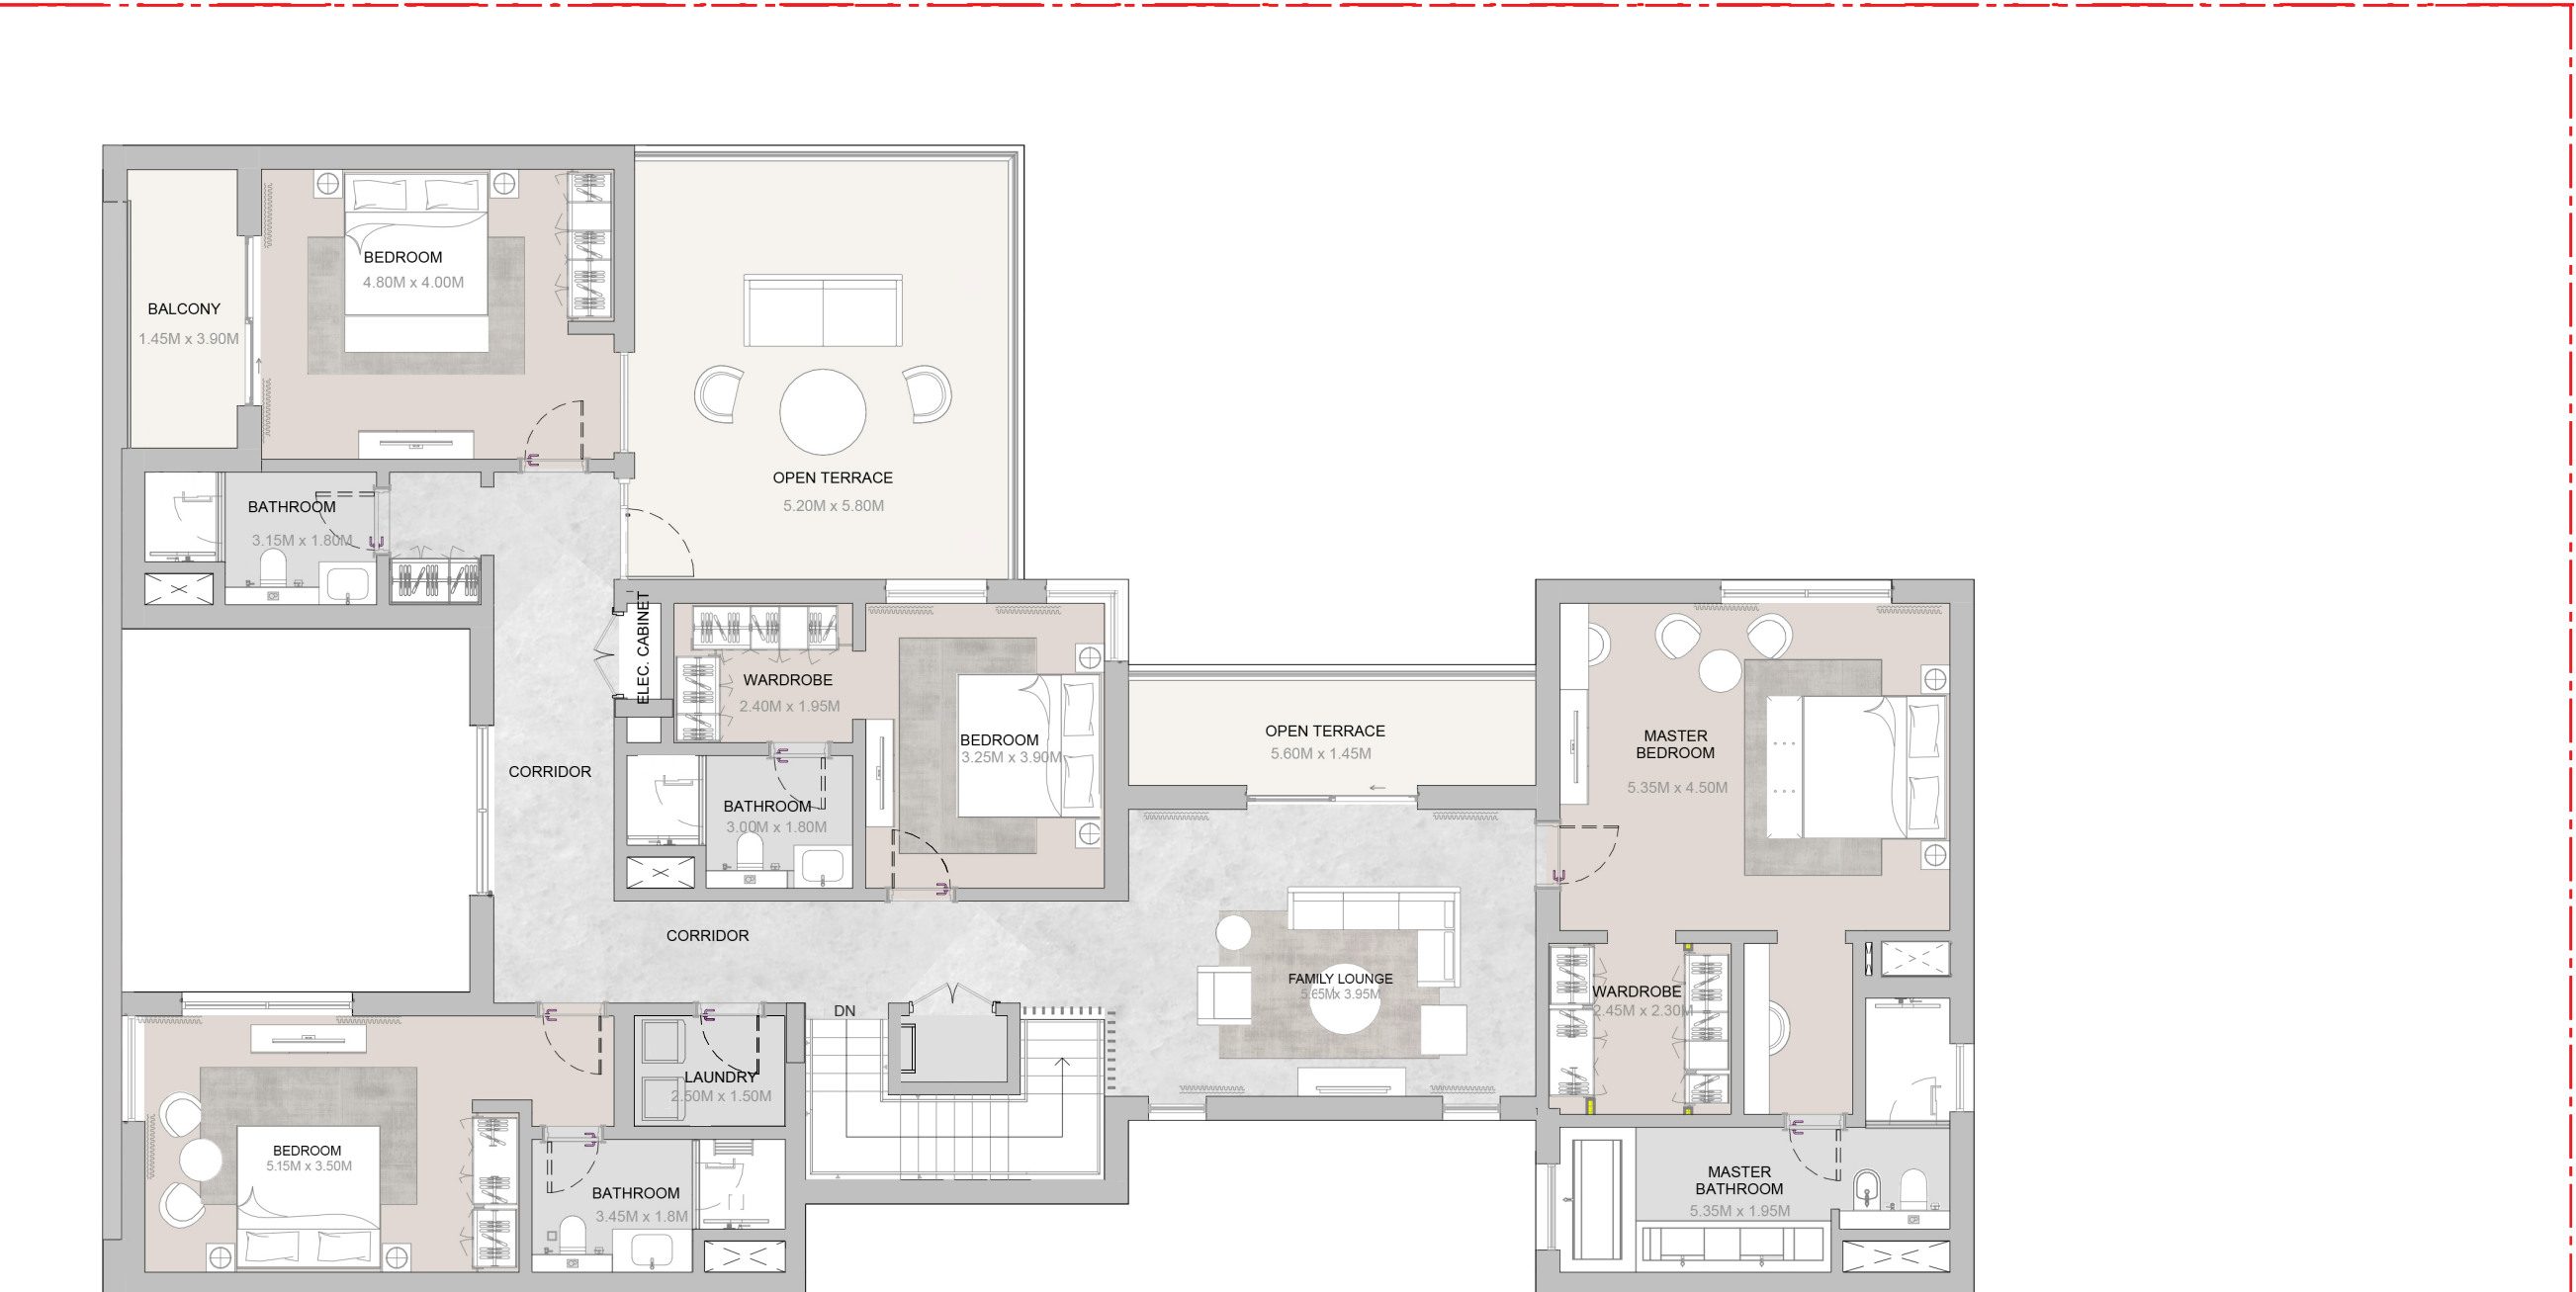 BEDROOM
4.80M x 4.00M
BALCONY
1.45M x 3.90M
OPEN TERRACE
5.20M x 5.80M
BATHROOM
3.15M x 1.80M
ELEC. CABINET
WARDROBE
2.40M x 1.95M
BEDROOM
3.25M x 3.90M
OPEN TERRACE
5.60M x 1.45M
MASTER
BEDROOM
5.35M x 4.50M
CORRIDOR
BATHROOM
3.00M x 1.80M
CORRIDOR
FAMILY LOUNGE
5.65Mx 3.95M
WARDROBE
2.45M x 2.30M
DN
LAUNDRY
2.50M x 1.50M
BEDROOM
5.15M x 3.50M
BATHROOM
3.45M x 1.8M
MASTER
BATHROOM
5.35M x 1.95M